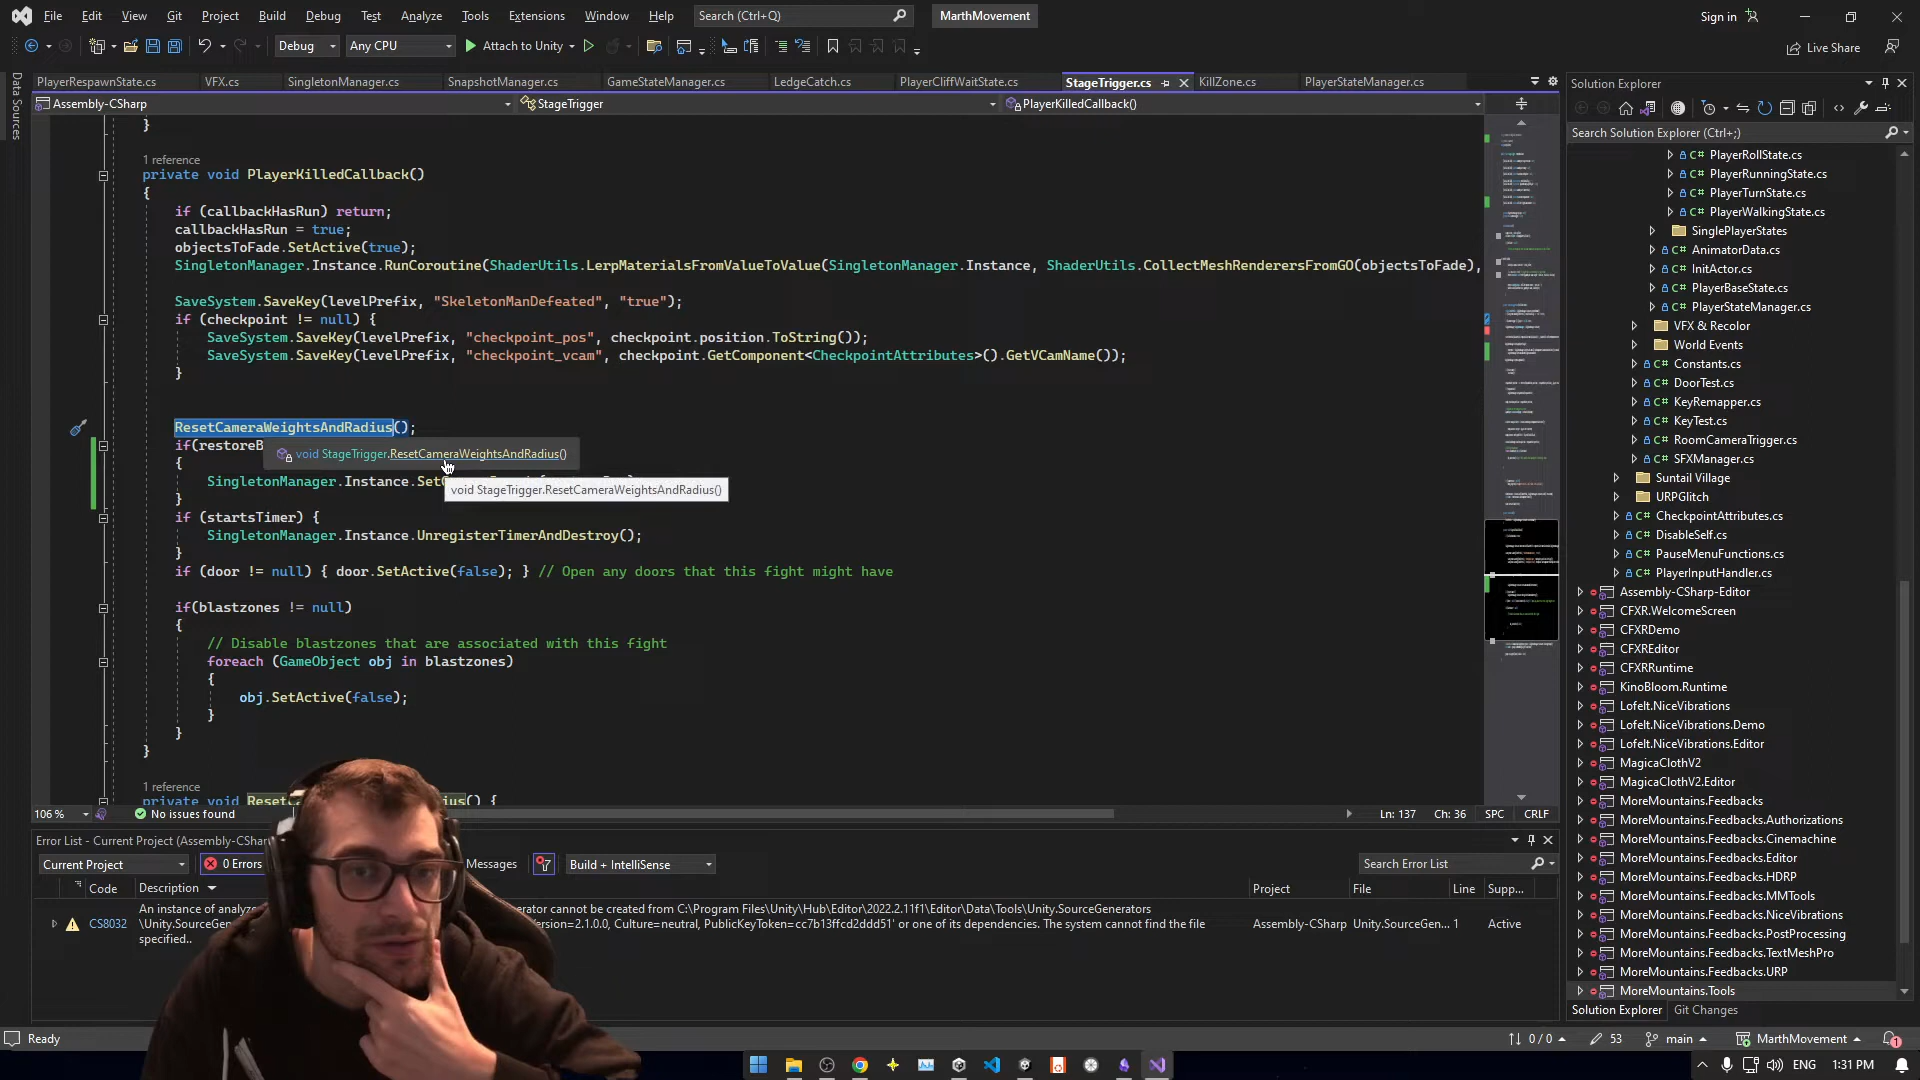 File Edit View Git Project Build Debug Test Analyze Tools Extensions Window Help Search (Ctrl+Q) MarthMovement Sign in
Debug Any CPU Attach to Unity Live Share
PlayerRespawnState.cs VFX.cs SingletonManager.cs SnapshotManager.cs GameStateManager.cs LedgeCatch.cs PlayerCliffWaitState.cs StageTrigger.cs KillZone.cs PlayerStateManager.cs
Data Sources
Assembly-CSharp StageTrigger PlayerKilledCallback()
}
1 reference
private void PlayerKilledCallback()
{
if (callbackHasRun) return;
callbackHasRun = true;
objectsToFade.SetActive(true);
SingletonManager.Instance.RunCoroutine(ShaderUtils.LerpMaterialsFromValueToValue(SingletonManager.Instance, ShaderUtils.CollectMeshRenderersFromGO(objectsToFade),
SaveSystem.SaveKey(levelPrefix, "SkeletonManDefeated", "true");
if (checkpoint != null) {
SaveSystem.SaveKey(levelPrefix, "checkpoint_pos", checkpoint.position.ToString());
SaveSystem.SaveKey(levelPrefix, "checkpoint_vcam", checkpoint.GetComponent<CheckpointAttributes>().GetVCamName());
}
ResetCameraWeightsAndRadius();
if(restoreB
void StageTrigger.ResetCameraWeightsAndRadius()
{
SingletonManager.Instance.Set
void StageTrigger.ResetCameraWeightsAndRadius()
}
if (startsTimer) {
SingletonManager.Instance.UnregisterTimerAndDestroy();
}
if (door != null) { door.SetActive(false); } // Open any doors that this fight might have
if(blastzones != null)
{
// Disable blastzones that are associated with this fight
foreach (GameObject obj in blastzones)
{
obj.SetActive(false);
}
}
}
1 reference
private void ResetC ius() {
106 % No issues found Ln: 137 Ch: 36 SPC CRLF
Error List - Current Project (Assembly-CSharp
Current Project 0 Errors Messages Build + IntelliSense Search Error List
Code Description Project File Line Supp...
CS8032 An instance of analyz erator cannot be created from C:\Program Files\Unity\Hub\Editor\2022.2.11f1\Editor\Data\Tools\Unity.SourceGenerators
\Unity.SourceGen ersion=2.1.0.0, Culture=neutral, PublicKeyToken=cc7b13ffcd2ddd51' or one of its dependencies. The system cannot find the file Assembly-CSharp Unity.SourceGen... 1 Active
specified..
Solution Explorer
Search Solution Explorer (Ctrl+;)
C# PlayerRollState.cs
C# PlayerRunningState.cs
C# PlayerTurnState.cs
C# PlayerWalkingState.cs
SinglePlayerStates
C# AnimatorData.cs
C# InitActor.cs
C# PlayerBaseState.cs
C# PlayerStateManager.cs
VFX & Recolor
World Events
C# Constants.cs
C# DoorTest.cs
C# KeyRemapper.cs
C# KeyTest.cs
C# RoomCameraTrigger.cs
C# SFXManager.cs
Suntail Village
URPGlitch
C# CheckpointAttributes.cs
C# DisableSelf.cs
C# PauseMenuFunctions.cs
C# PlayerInputHandler.cs
Assembly-CSharp-Editor
CFXR.WelcomeScreen
CFXRDemo
CFXREditor
CFXRRuntime
KinoBloom.Runtime
Lofelt.NiceVibrations
Lofelt.NiceVibrations.Demo
Lofelt.NiceVibrations.Editor
MagicaClothV2
MagicaClothV2.Editor
MoreMountains.Feedbacks
MoreMountains.Feedbacks.Authorizations
MoreMountains.Feedbacks.Cinemachine
MoreMountains.Feedbacks.Editor
MoreMountains.Feedbacks.HDRP
MoreMountains.Feedbacks.MMTools
MoreMountains.Feedbacks.NiceVibrations
MoreMountains.Feedbacks.PostProcessing
MoreMountains.Feedbacks.TextMeshPro
MoreMountains.Feedbacks.URP
MoreMountains.Tools
Solution Explorer Git Changes
Ready 0 / 0 53 main MarthMovement 1
ENG 1:31 PM